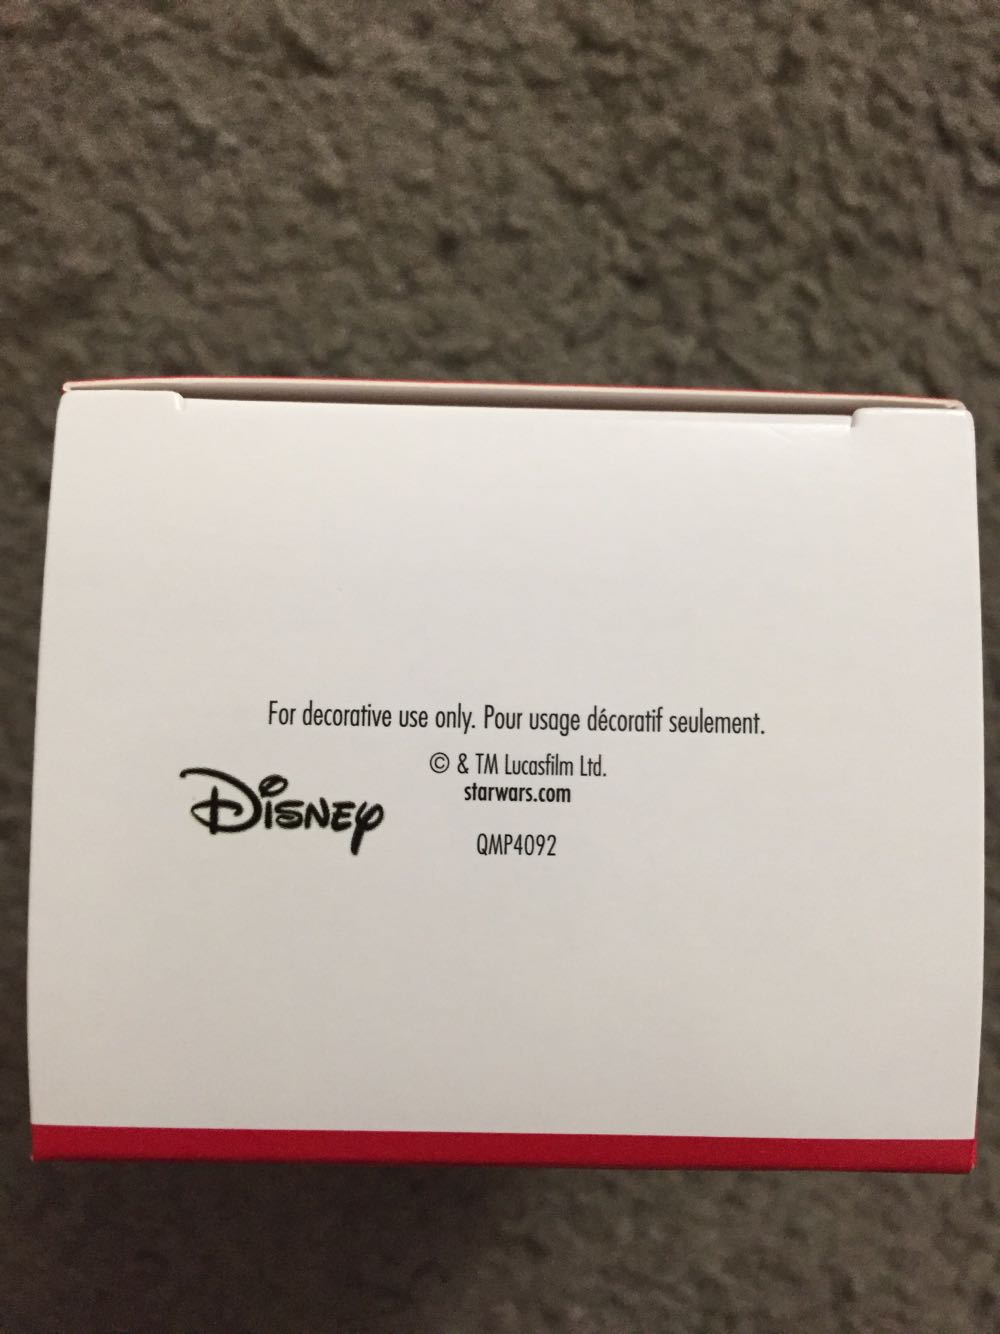 For decorative use only. Pour usage décoratif seulement.
© & TM Lucasfilm Ltd.
starwars.com
Disney
QMP4092